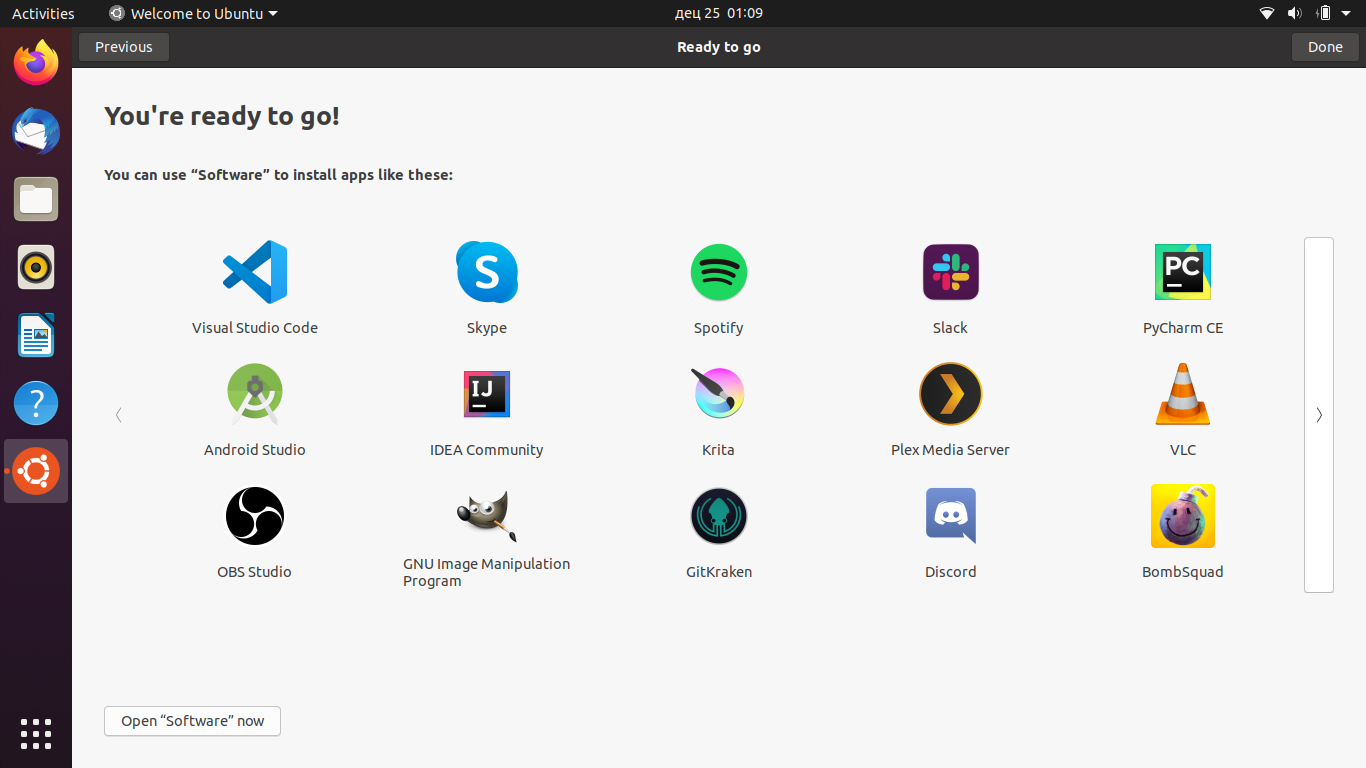 Activities
Welcome to Ubuntu
дец 25 01:09
Previous
Ready to go
Done
You're ready to go!
You can use “Software” to install apps like these:
S
PC
Visual Studio Code
Skype
Spotify
Slack
PyCharm CE
IJ
Android Studio
IDEA Community
Krita
Plex Media Server
VLC
OBS Studio
GNU Image Manipulation
Program
GitKraken
Discord
BombSquad
Open “Software” now